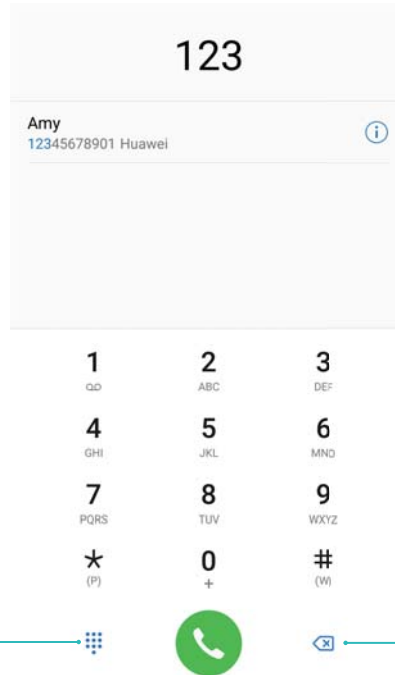 123
Amy
12345678901 Huawei
1 2 3
ABC DEF
4 5 6
GHI JKL MNO
7 8 9
PQRS TUV WXYZ
* 0 #
(P) + (W)